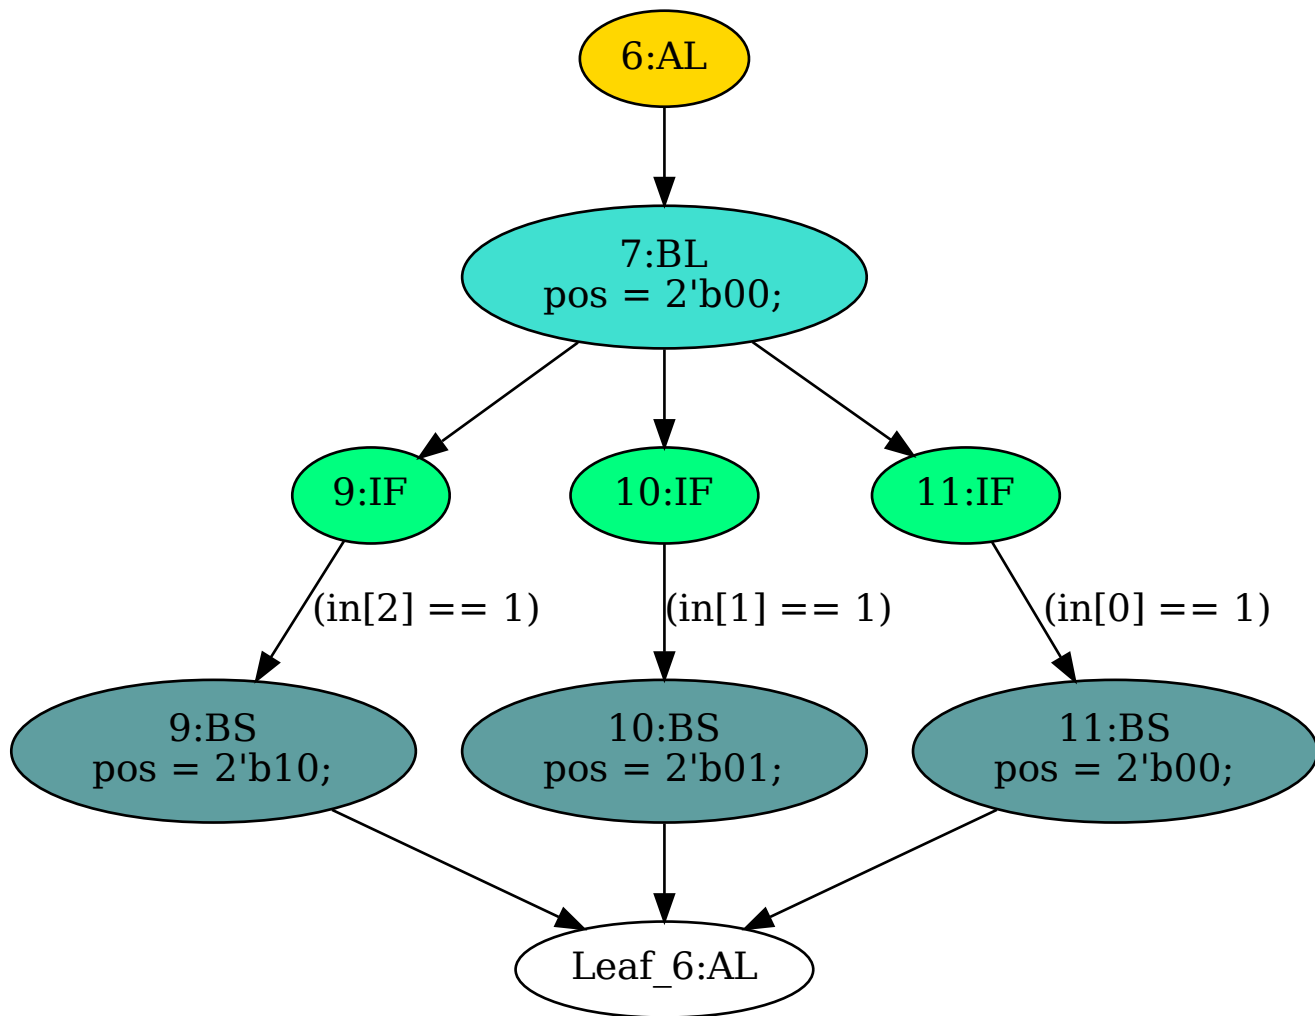 6:AL
7:BL
pos = 2'b00;
9:IF
10:IF
11:IF
(in[2] == 1)
(in[1] == 1)
(in[0] == 1)
9:BS
pos = 2'b10;
10:BS
pos = 2'b01;
11:BS
pos = 2'b00;
Leaf_6:AL